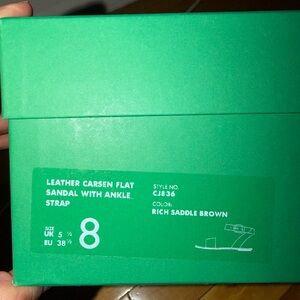 LEATHER CARSEN FLAT
SANDAL WITH ANKLE
STRAP
STYLE NO.
CJ836
COLOR:
RICH SADDLE BROWN
SIZE
UK 5 ½
EU 38 ½
8